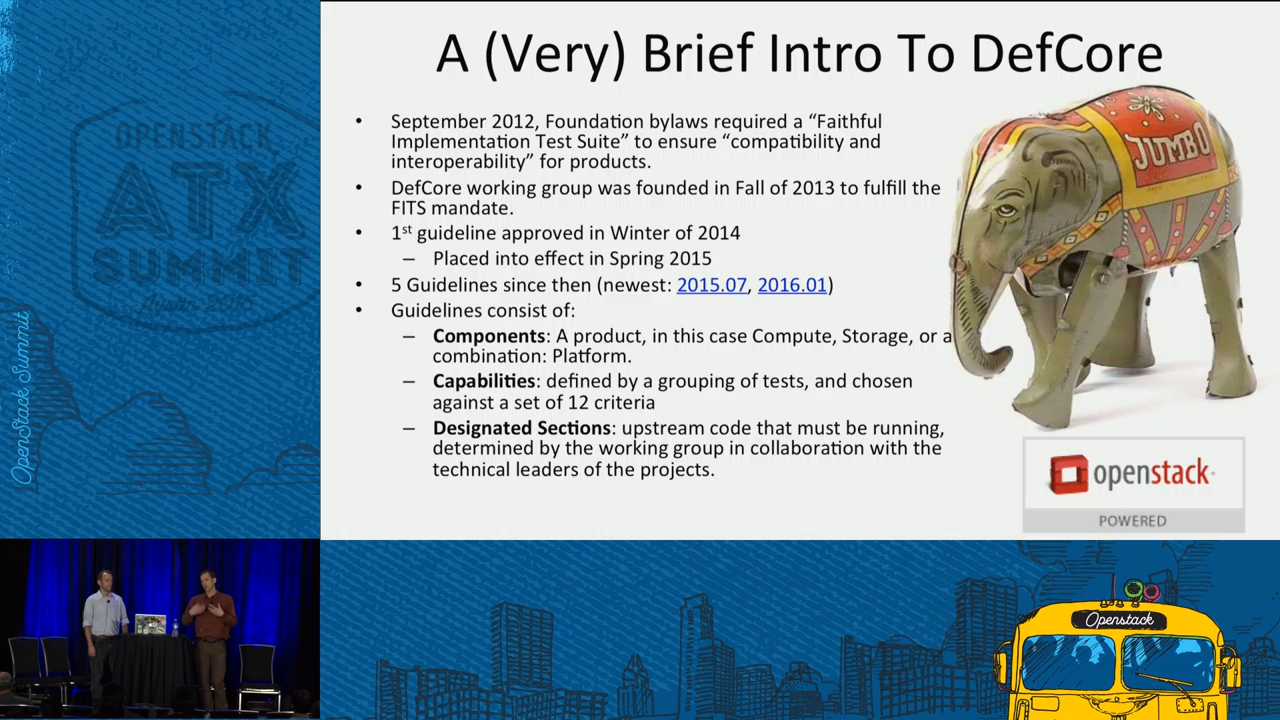 A (Very) Brief Intro To DefCore
• September 2012, Foundation bylaws required a “Faithful
Implementation Test Suite” to ensure “compatibility and
interoperability” for products.
• DefCore working group was founded in Fall of 2013 to fulfill the
FITS mandate.
• 1st guideline approved in Winter of 2014
– Placed into effect in Spring 2015
• 5 Guidelines since then (newest: 2015.07, 2016.01)
• Guidelines consist of:
– Components: A product, in this case Compute, Storage, or a
combination: Platform.
– Capabilities: defined by a grouping of tests, and chosen
against a set of 12 criteria
– Designated Sections: upstream code that must be running,
determined by the working group in collaboration with the
technical leaders of the projects.
JUMBO
openstack
POWERED
OPENSTACK
ATX
SUMMIT
OpenStack Summit
Openstack